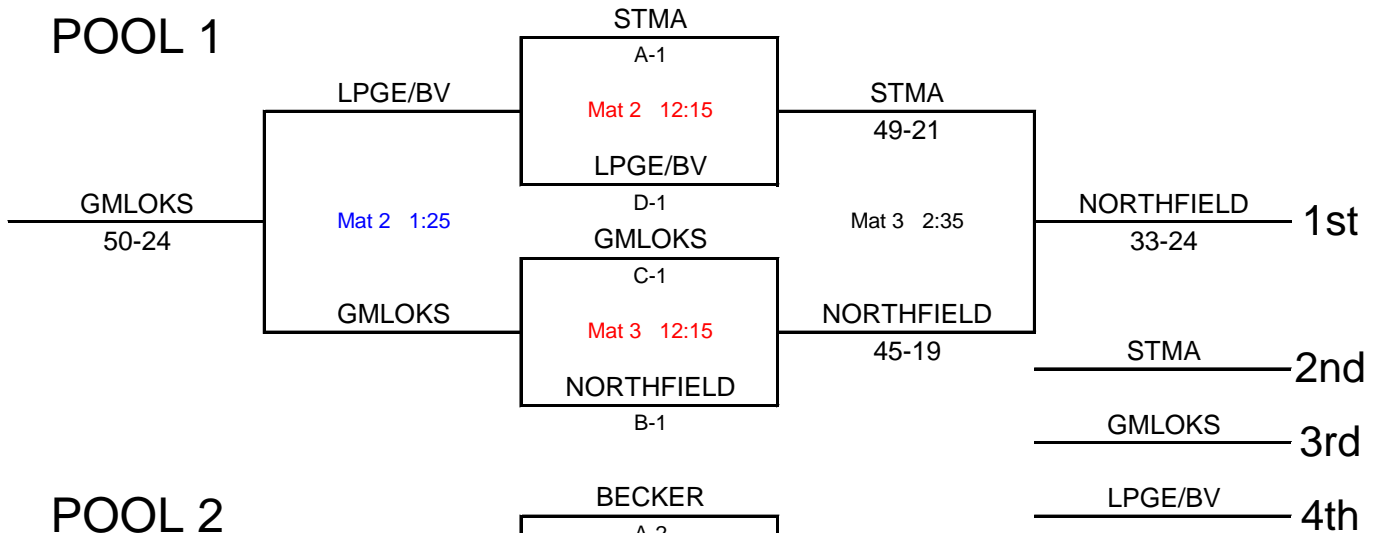 POOL 1
STMA
A-1
LPGE/BV
Mat 2 12:15
STMA
49-21
LPGE/BV
D-1
GMLOKS
50-24
Mat 2 1:25
Mat 3 2:35
NORTHFIELD
33-24
1st
GMLOKS
C-1
GMLOKS
Mat 3 12:15
NORTHFIELD
45-19
NORTHFIELD
B-1
STMA
2nd
GMLOKS
3rd
POOL 2
BECKER
A-2
LPGE/BV
4th